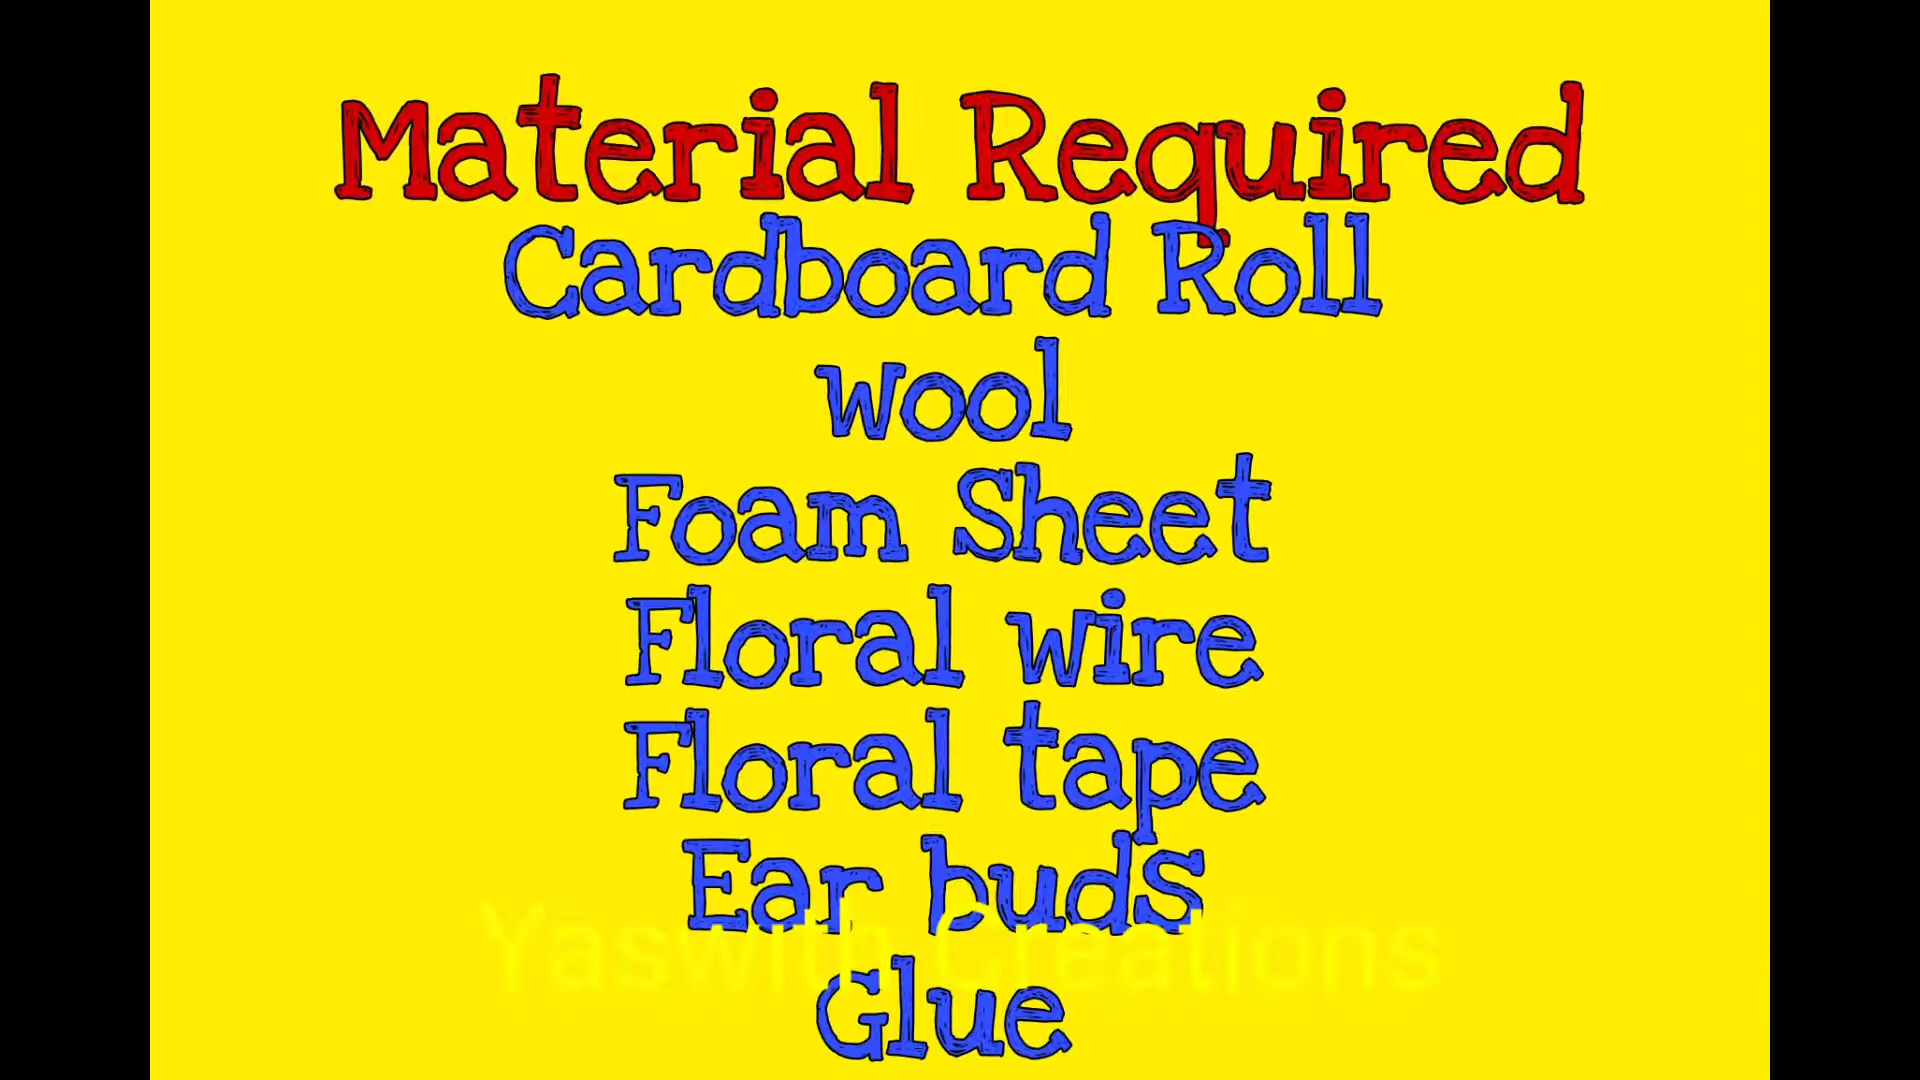 Material Required
Cardboard Roll
wool
Foam Sheet
Floral wire
Floral tape
Ear buds
Yaswith Creations
Glue